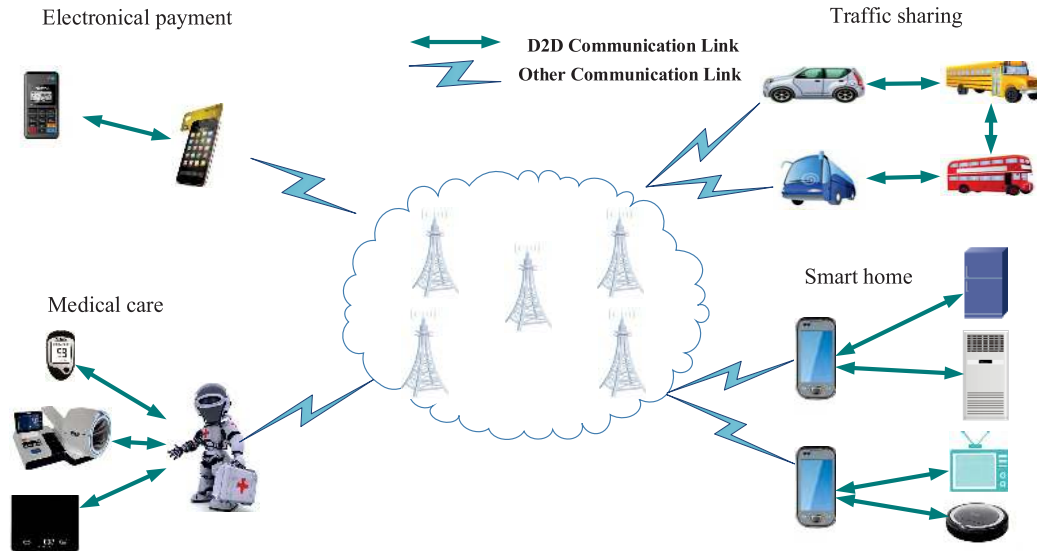 Electronical payment
Traffic sharing
D2D Communication Link
Other Communication Link
Medical care
Smart home